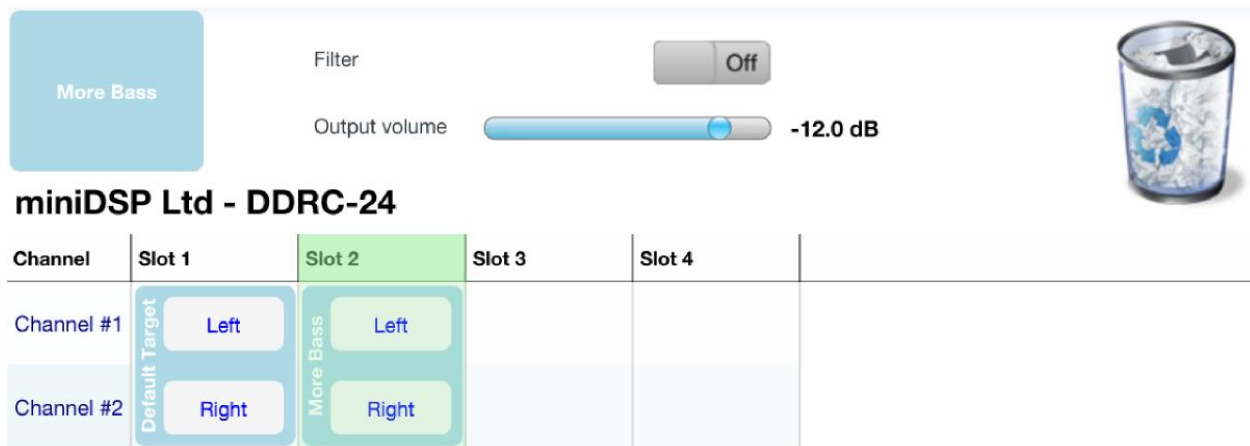 More Bass
Filter
Off
Output volume
-12.0 dB
miniDSP Ltd - DDRC-24
Channel Slot 1 Slot 2 Slot 3 Slot 4
Default Target
More Bass
Channel #1 Left Left
Channel #2 Right Right